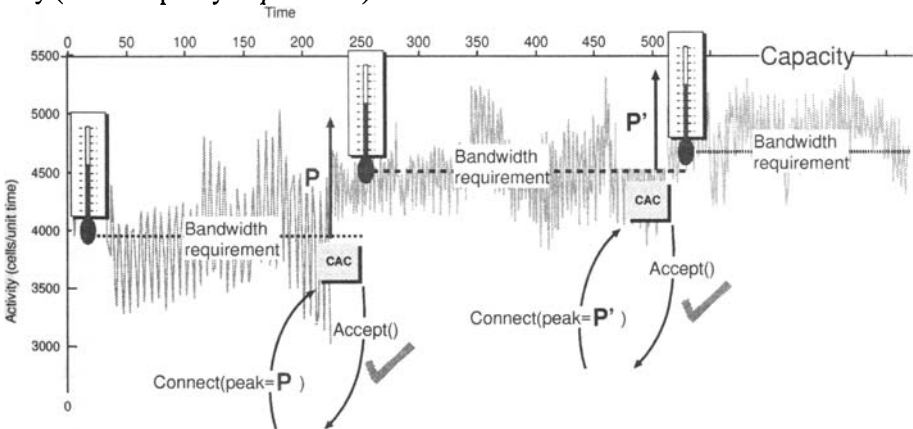 Time
0 50 100 150 200 250 300 350 400 450 500
5500
Capacity
5000
P'
P
Bandwidth
requirement
Bandwidth
requirement
4500
CAC
4000
Bandwidth
requirement
CAC
Activity (cells/unit time)
3500
Accept()
Connect(peak=P' )
3000
Accept()
Connect(peak=P )
0